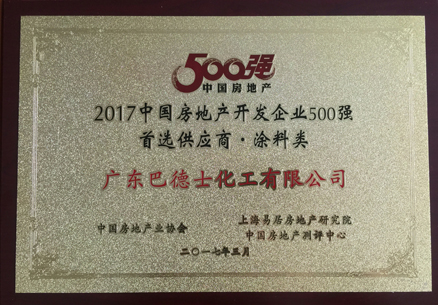 500强
中国房地产
2017中国房地产开发企业500强
首选供应商·涂料类
广东巴德士化工有限公司
中国房地产业协会
上海易居房地产研究院
中国房地产测评中心
二〇一七年三月